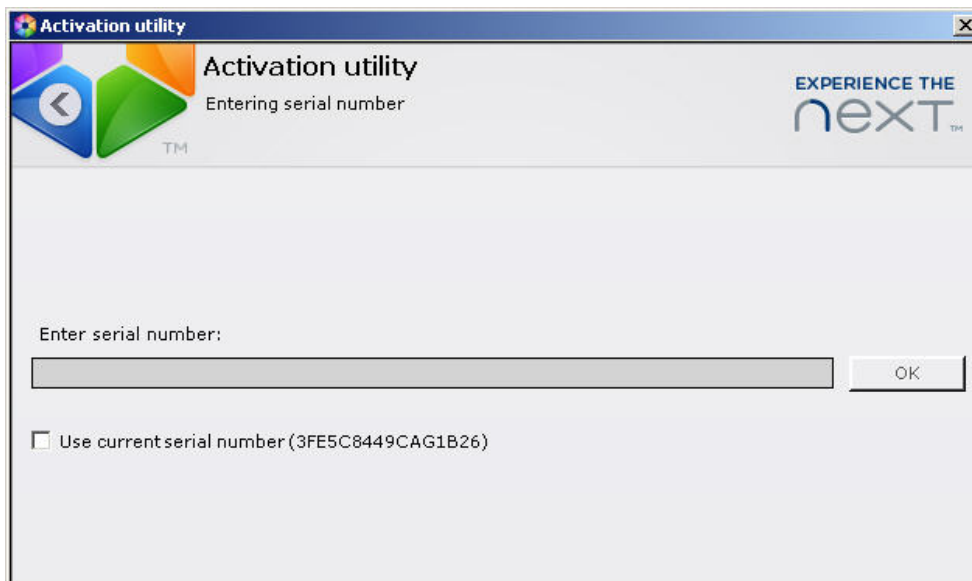 Activation utility
Activation utility
Entering serial number
EXPERIENCE THE
nexT™
TM
Enter serial number:
OK
Use current serial number (3FE5C8449CAG1B26)